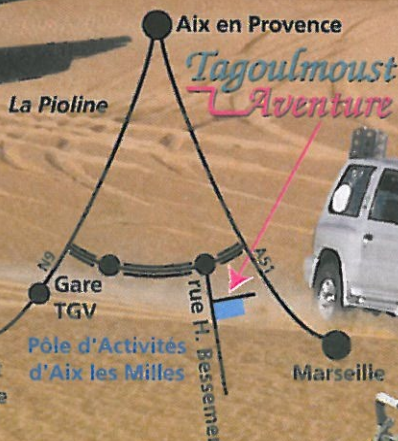 Aix en Provence
Tagoulmoust
Aventure
La Pioline
N9
A51
Gare
TGV
rue H. Bessemer
Pôle d'Activités
d'Aix les Milles
Marseille